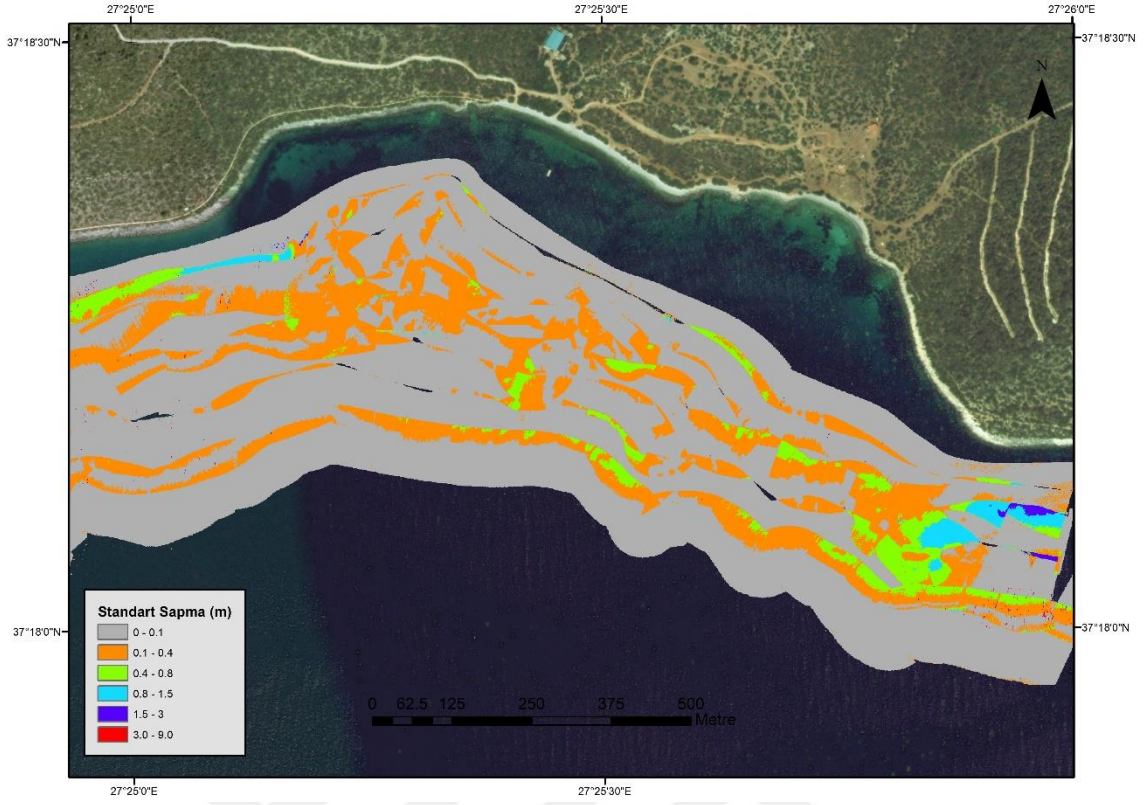 27°25'0"E 27°25'30"E 27°26'0"E
37°18'30"N 37°18'30"N
N
Standart Sapma (m)
0 - 0.1
0.1 - 0.4
0.4 - 0.8
0.8 - 1.5
1.5 - 3
3.0 - 9.0
37°18'0"N 37°18'0"N
0 62.5 125 250 375 500
Metre
27°25'0"E 27°25'30"E 27°26'0"E